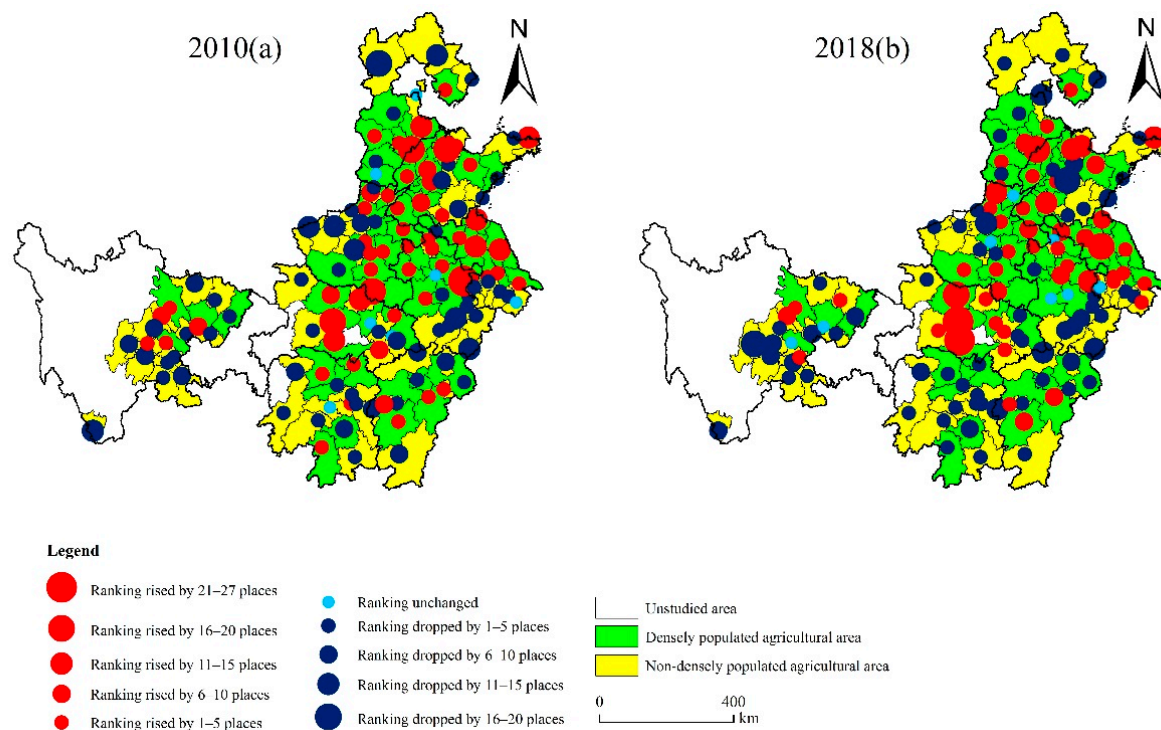 2010(a)
N
2018(b)
N
Legend
Ranking rised by 21–27 places
Ranking rised by 16–20 places
Ranking rised by 11–15 places
Ranking rised by 6–10 places
Ranking rised by 1–5 places
Ranking unchanged
Ranking dropped by 1–5 places
Ranking dropped by 6–10 places
Ranking dropped by 11–15 places
Ranking dropped by 16–20 places
Unstudied area
Densely populated agricultural area
Non-densely populated agricultural area
0 400
km